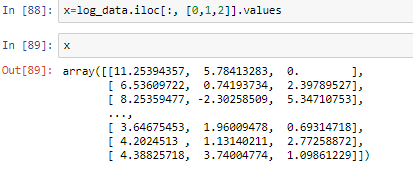 In [88]: x=log_data.iloc[:, [0,1,2]].values
In [89]: x
Out[89]: array([[11.25394357,  5.78413283,  0.        ],
       [ 6.53609722,  0.74193734,  2.39789527],
       [ 8.25359477, -2.30258509,  5.34710753],
       ...,
       [ 3.64675453,  1.96009478,  0.69314718],
       [ 4.2024513 ,  1.13140211,  2.77258872],
       [ 4.38825718,  3.74004774,  1.09861229]])